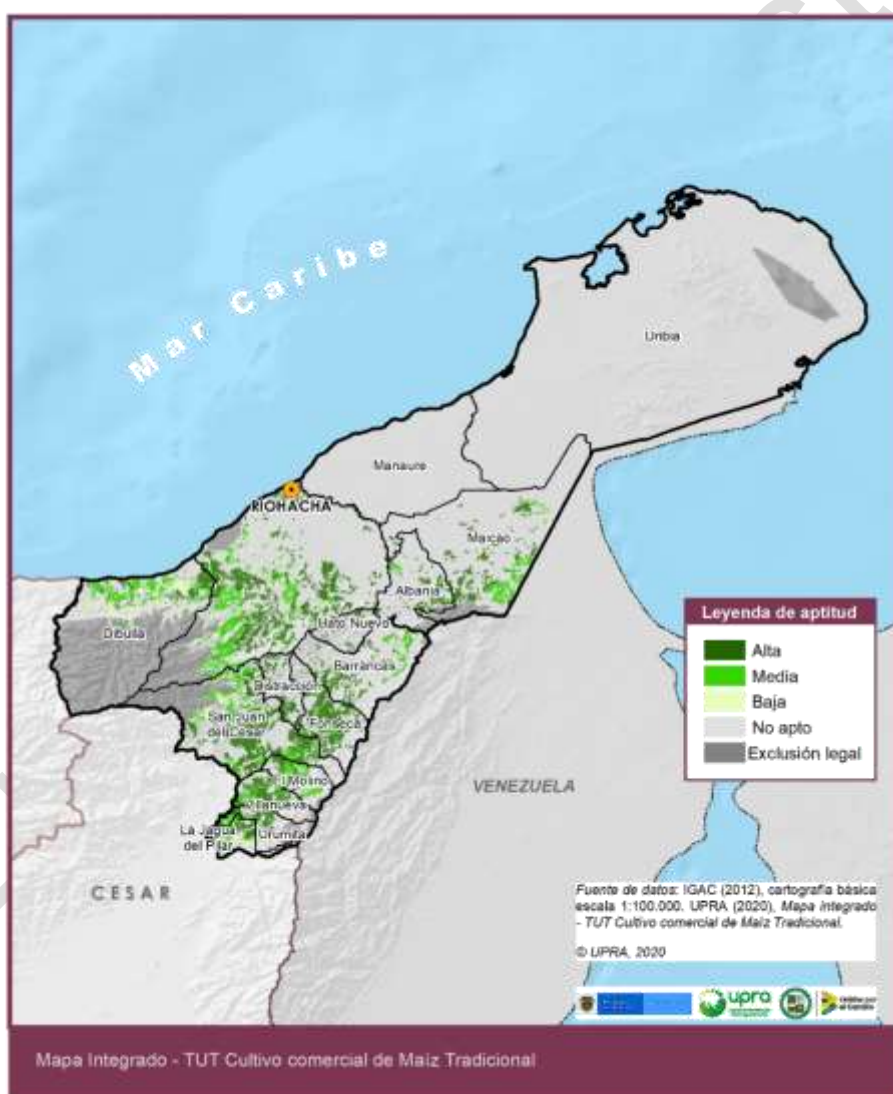 Mar Caribe
Uribia
Manaure
RIOHACHA
Maicao
Albania
Dibulla
Hato Nuevo
Barrancas
Distracción
San Juan
del Cesar
Fonseca
El Molino
Villanueva
La Jagua
del Pilar
Urumita
VENEZUELA
CESAR
Leyenda de aptitud
Alta
Media
Baja
No apto
Exclusión legal
Fuente de datos: IGAC (2012), cartografía básica
escala 1:100.000. UPRA (2020), Mapa integrado
- TUT Cultivo comercial de Maíz Tradicional.
© UPRA, 2020
upra
Mapa Integrado - TUT Cultivo comercial de Maíz Tradicional